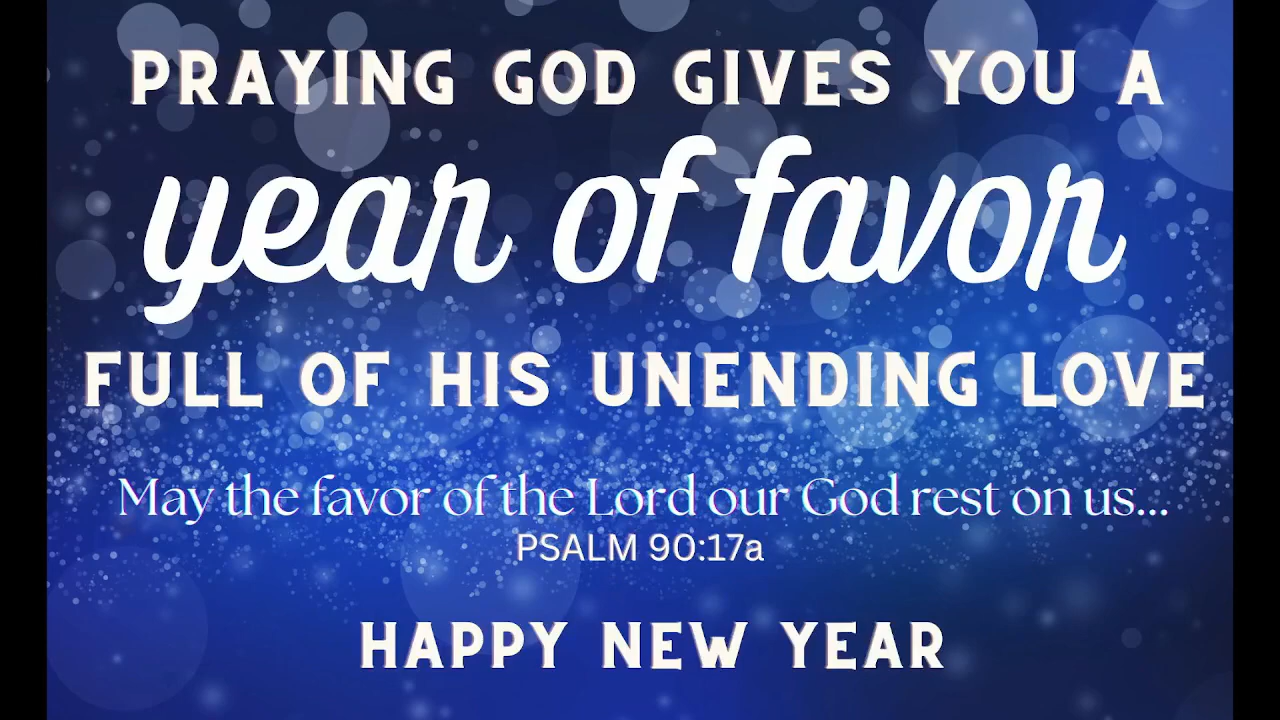 PRAYING GOD GIVES YOU A
year of favor
FULL OF HIS UNENDING LOVE
May the favor of the Lord our God rest on us...
PSALM 90:17a
HAPPY NEW YEAR